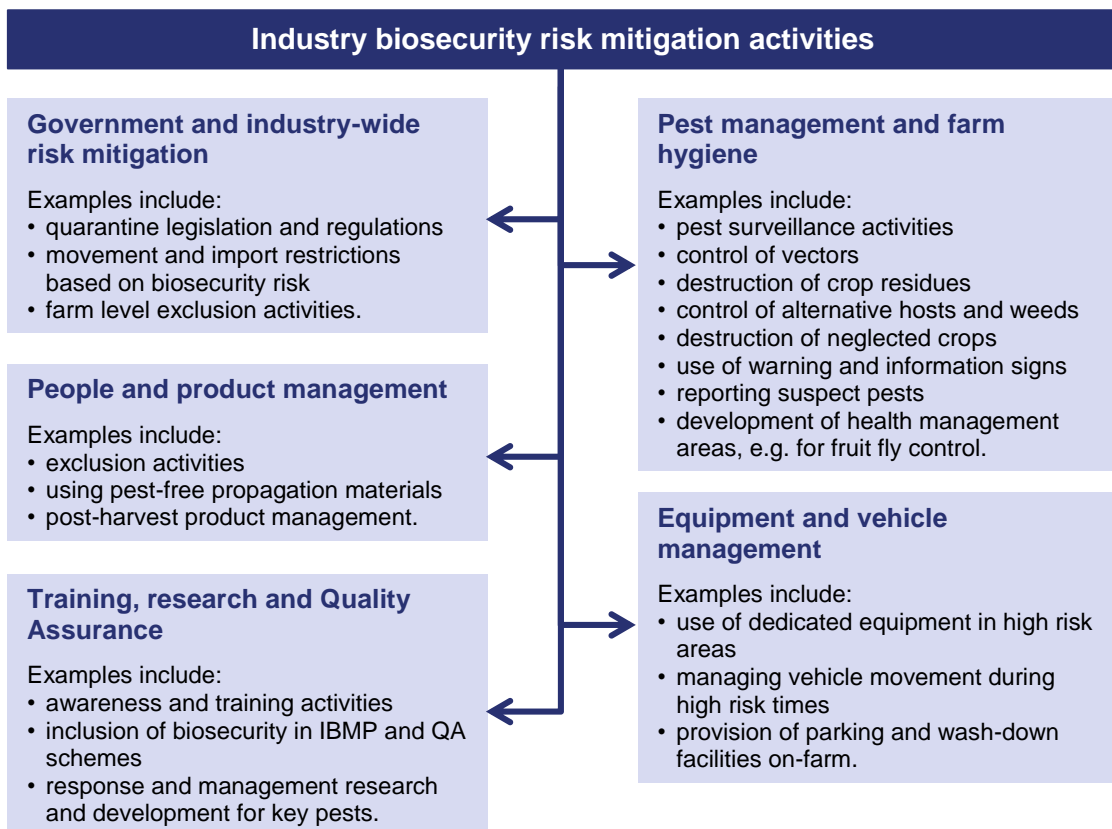 Industry biosecurity risk mitigation activities
Government and industry-wide
risk mitigation
Examples include:
• quarantine legislation and regulations
• movement and import restrictions
based on biosecurity risk
• farm level exclusion activities.
People and product management
Examples include:
• exclusion activities
• using pest-free propagation materials
• post-harvest product management.
Training, research and Quality
Assurance
Examples include:
• awareness and training activities
• inclusion of biosecurity in IBMP and QA
schemes
• response and management research
and development for key pests.
Pest management and farm
hygiene
Examples include:
• pest surveillance activities
• control of vectors
• destruction of crop residues
• control of alternative hosts and weeds
• destruction of neglected crops
• use of warning and information signs
• reporting suspect pests
• development of health management
areas, e.g. for fruit fly control.
Equipment and vehicle
management
Examples include:
• use of dedicated equipment in high risk
areas
• managing vehicle movement during
high risk times
• provision of parking and wash-down
facilities on-farm.